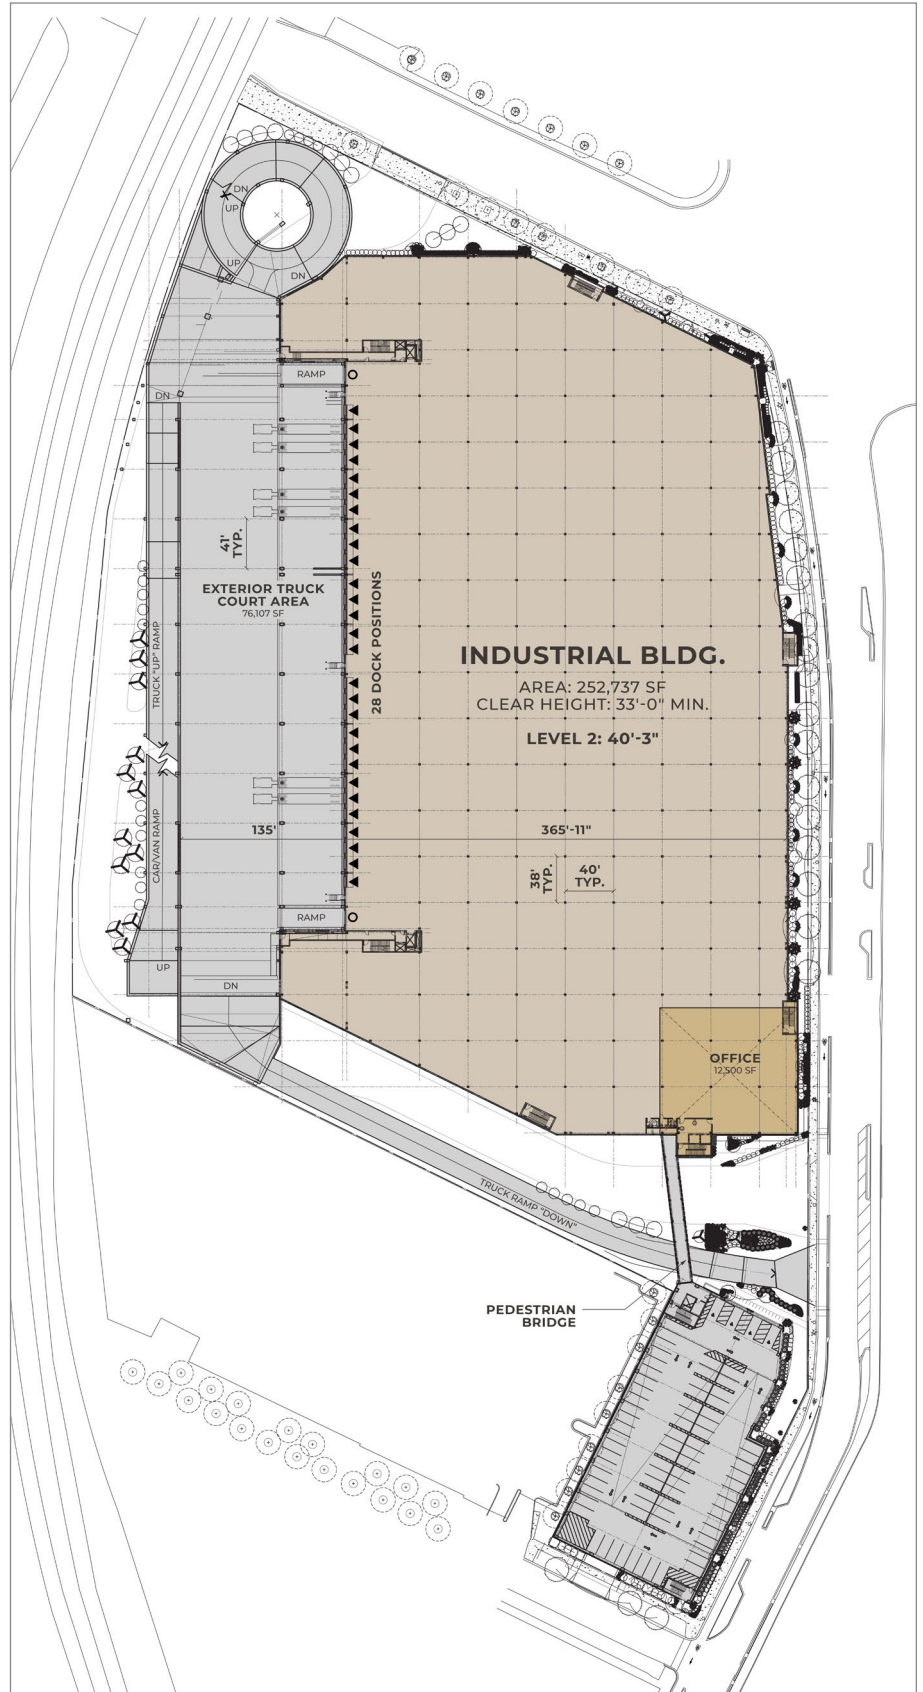 DN
UP
UP
DN
RAMP
DN
41'
TYP.
EXTERIOR TRUCK
COURT AREA
76,107 SF
28 DOCK POSITIONS
TRUCK "UP" RAMP
INDUSTRIAL BLDG.
AREA: 252,737 SF
CLEAR HEIGHT: 33'-0" MIN.
LEVEL 2: 40'-3"
CAR/VAN RAMP
135'
365'-11"
38'
TYP.
40'
TYP.
RAMP
UP
DN
OFFICE
12,500 SF
TRUCK RAMP "DOWN"
PEDESTRIAN
BRIDGE